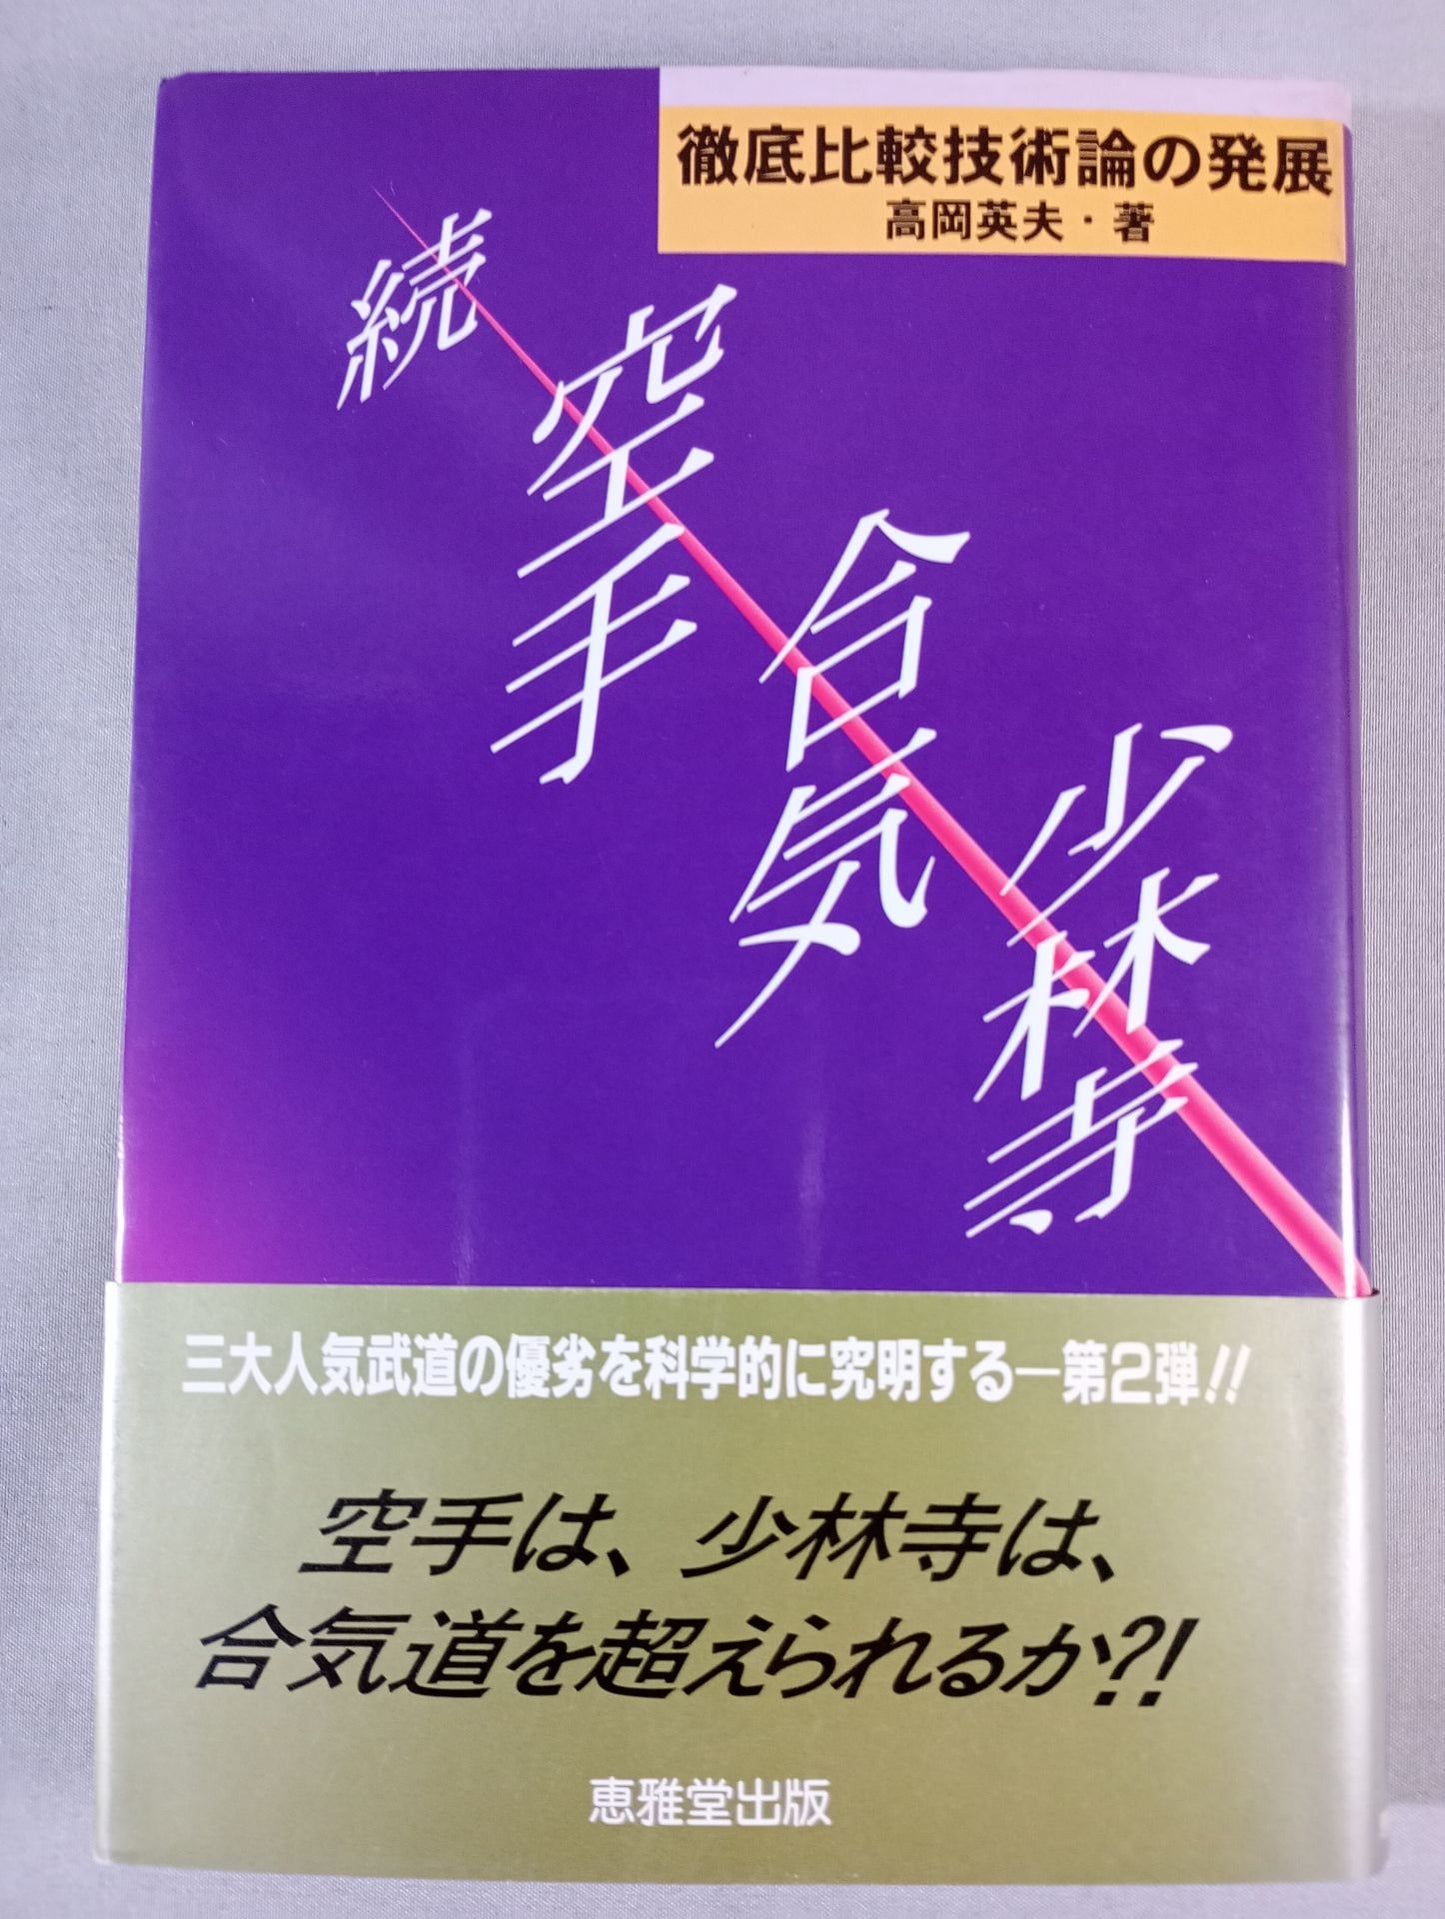 徹底比較技術論の発展
高岡英夫・著
続
空手
合気
少林寺
三大人気武道の優劣を科学的に究明する―第2弾!!
空手は、少林寺は、
合気道を超えられるか?!
恵雅堂出版